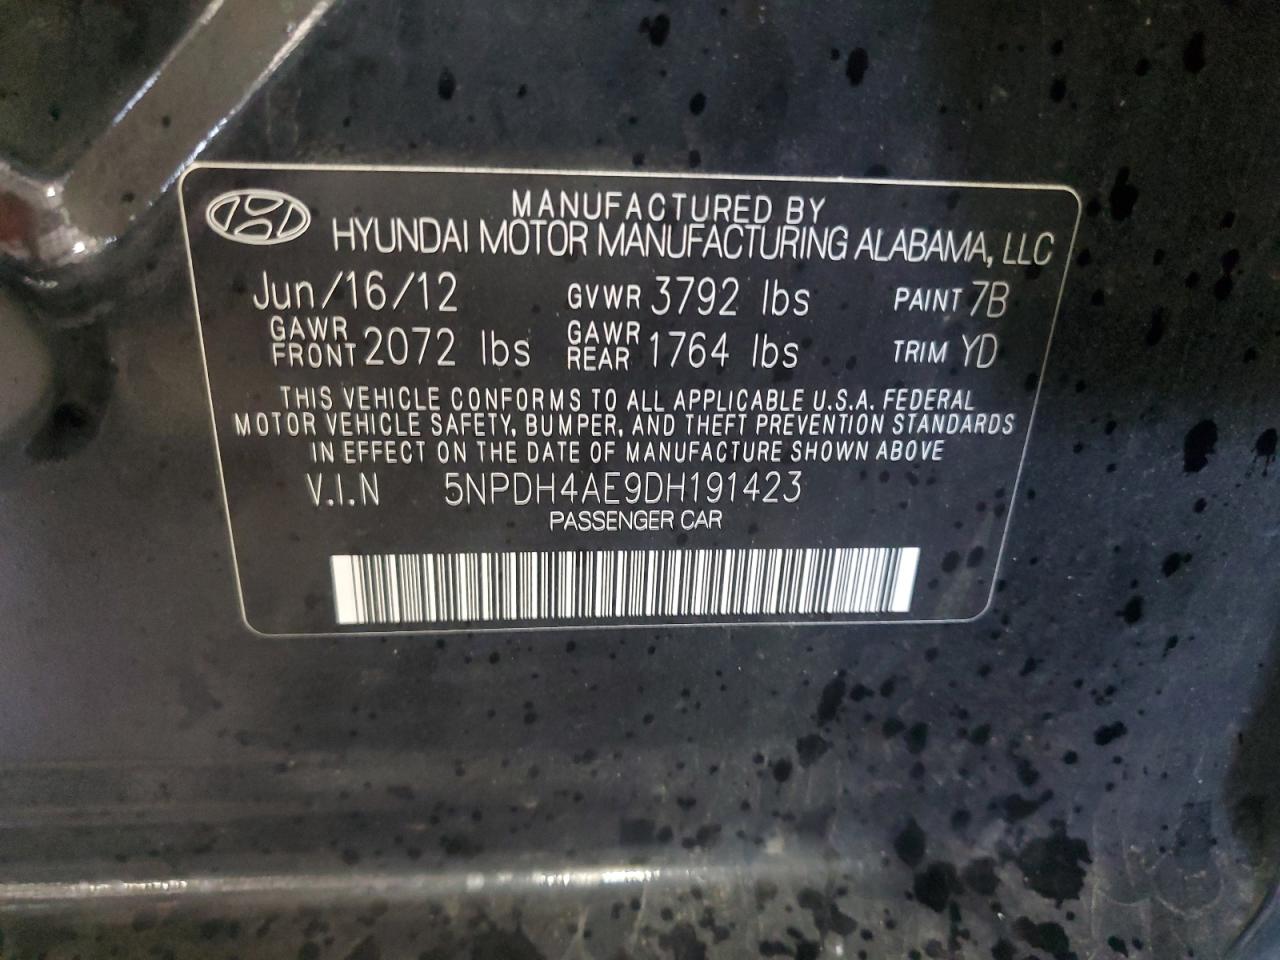 MANUFACTURED BY
HYUNDAI MOTOR MANUFACTURING ALABAMA, LLC
Jun/16/12 GVWR 3792 lbs PAINT 7B
GAWR FRONT 2072 lbs GAWR REAR 1764 lbs TRIM YD
THIS VEHICLE CONFORMS TO ALL APPLICABLE U.S.A. FEDERAL
MOTOR VEHICLE SAFETY, BUMPER, AND THEFT PREVENTION STANDARDS
IN EFFECT ON THE DATE OF MANUFACTURE SHOWN ABOVE
V.I.N 5NPDH4AE9DH191423
PASSENGER CAR